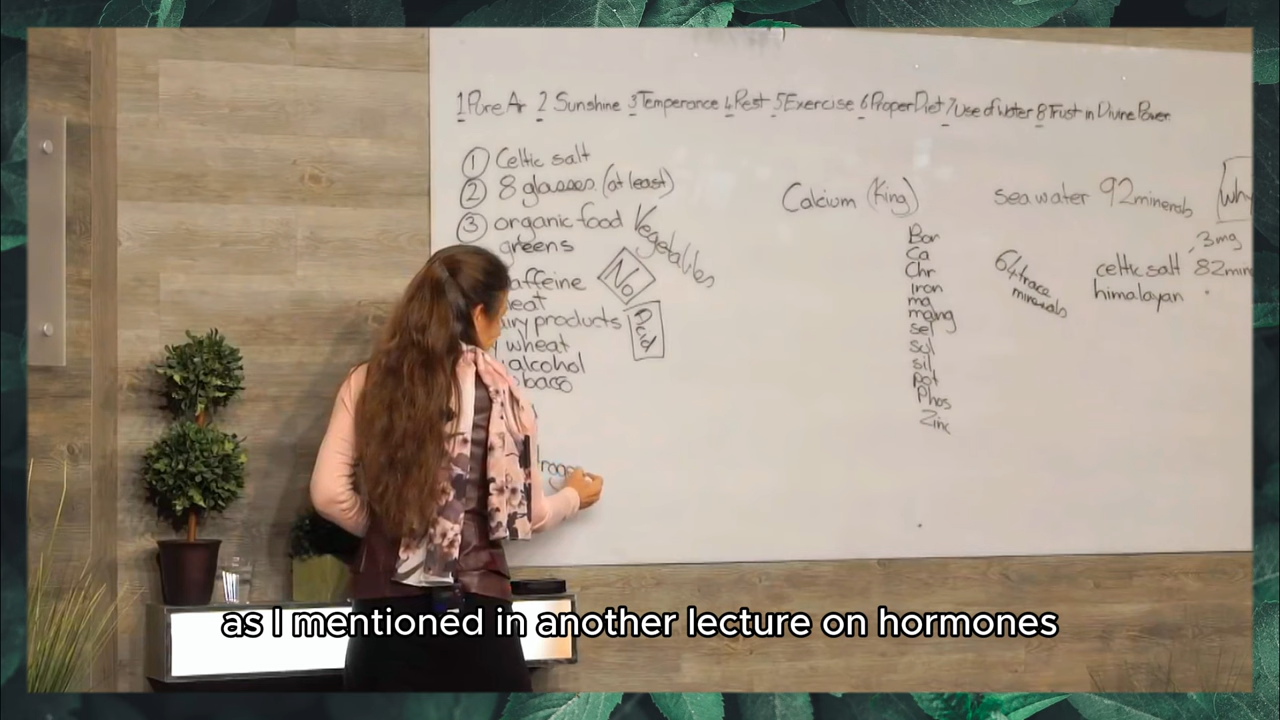 1 Pure Air 2 Sunshine 3 Temperance 4 Rest 5 Exercise 6 Proper Diet 7 Use of Water 8 Trust in Divine Power
1 Celtic salt
2 8 glasses (at least)
3 organic food Vegetables
greens
affeine No
eat
iry products Acid
wheat
alcohol
bacco
Calcium (King)
Bor
Ca
Chr
Iron
ma
mang
sel
sul
sil
pot
Phos
Zinc
sea water 92 minerals
64 trace
minerals
3mg
celtic salt 82 min
himalayan
as I mentioned in another lecture on hormones